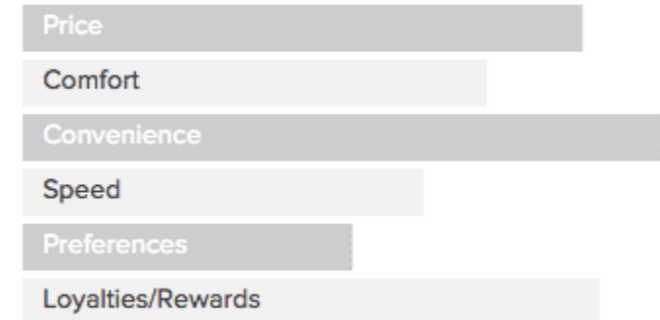 Price
Comfort
Convenience
Speed
Preferences
Loyalties/Rewards